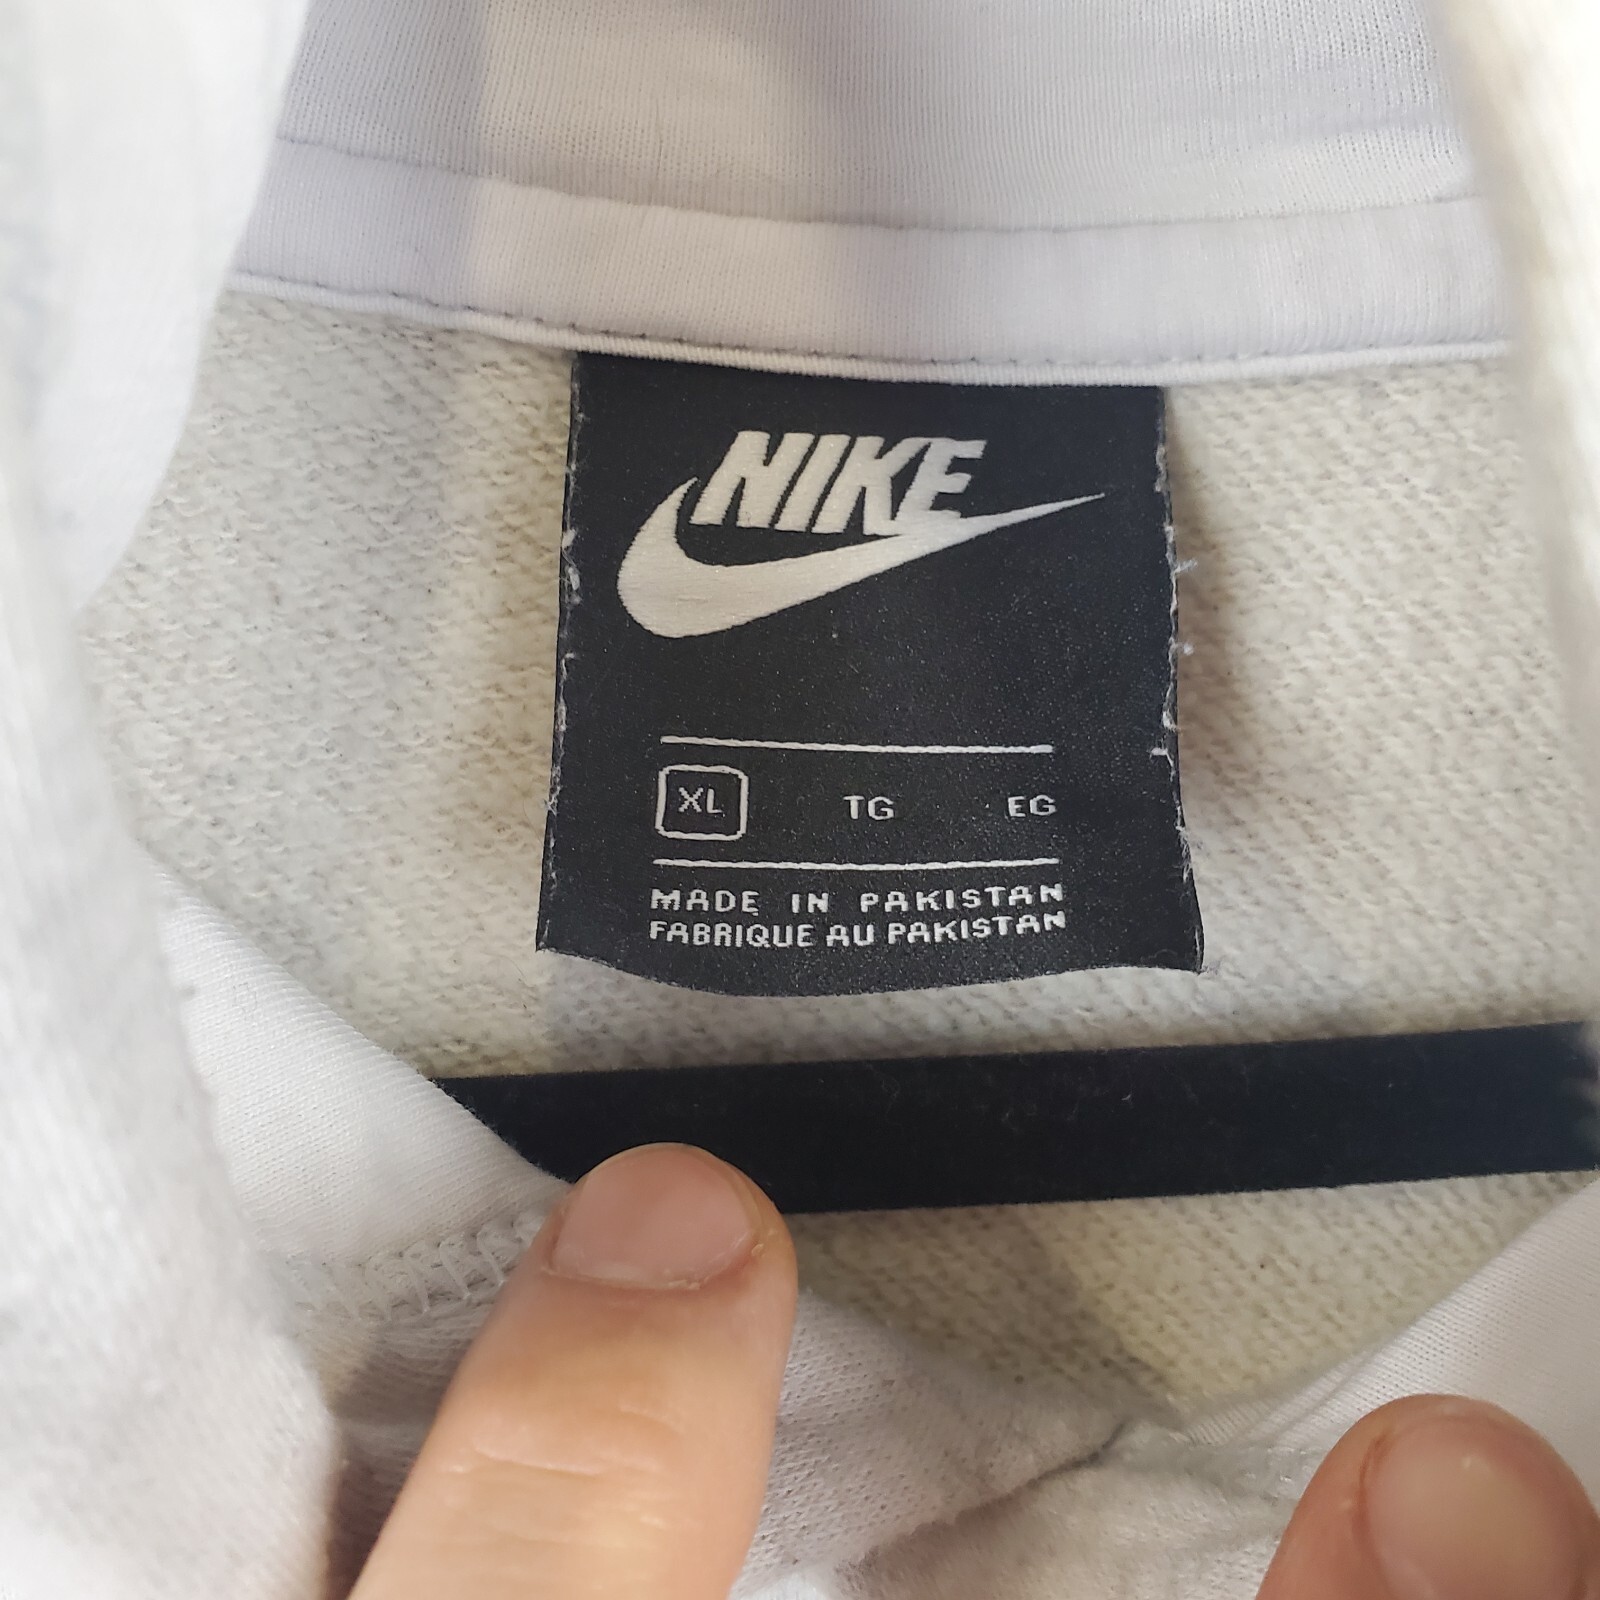 NIKE
XL TG EG
MADE IN PAKISTAN
FABRIQUE AU PAKISTAN